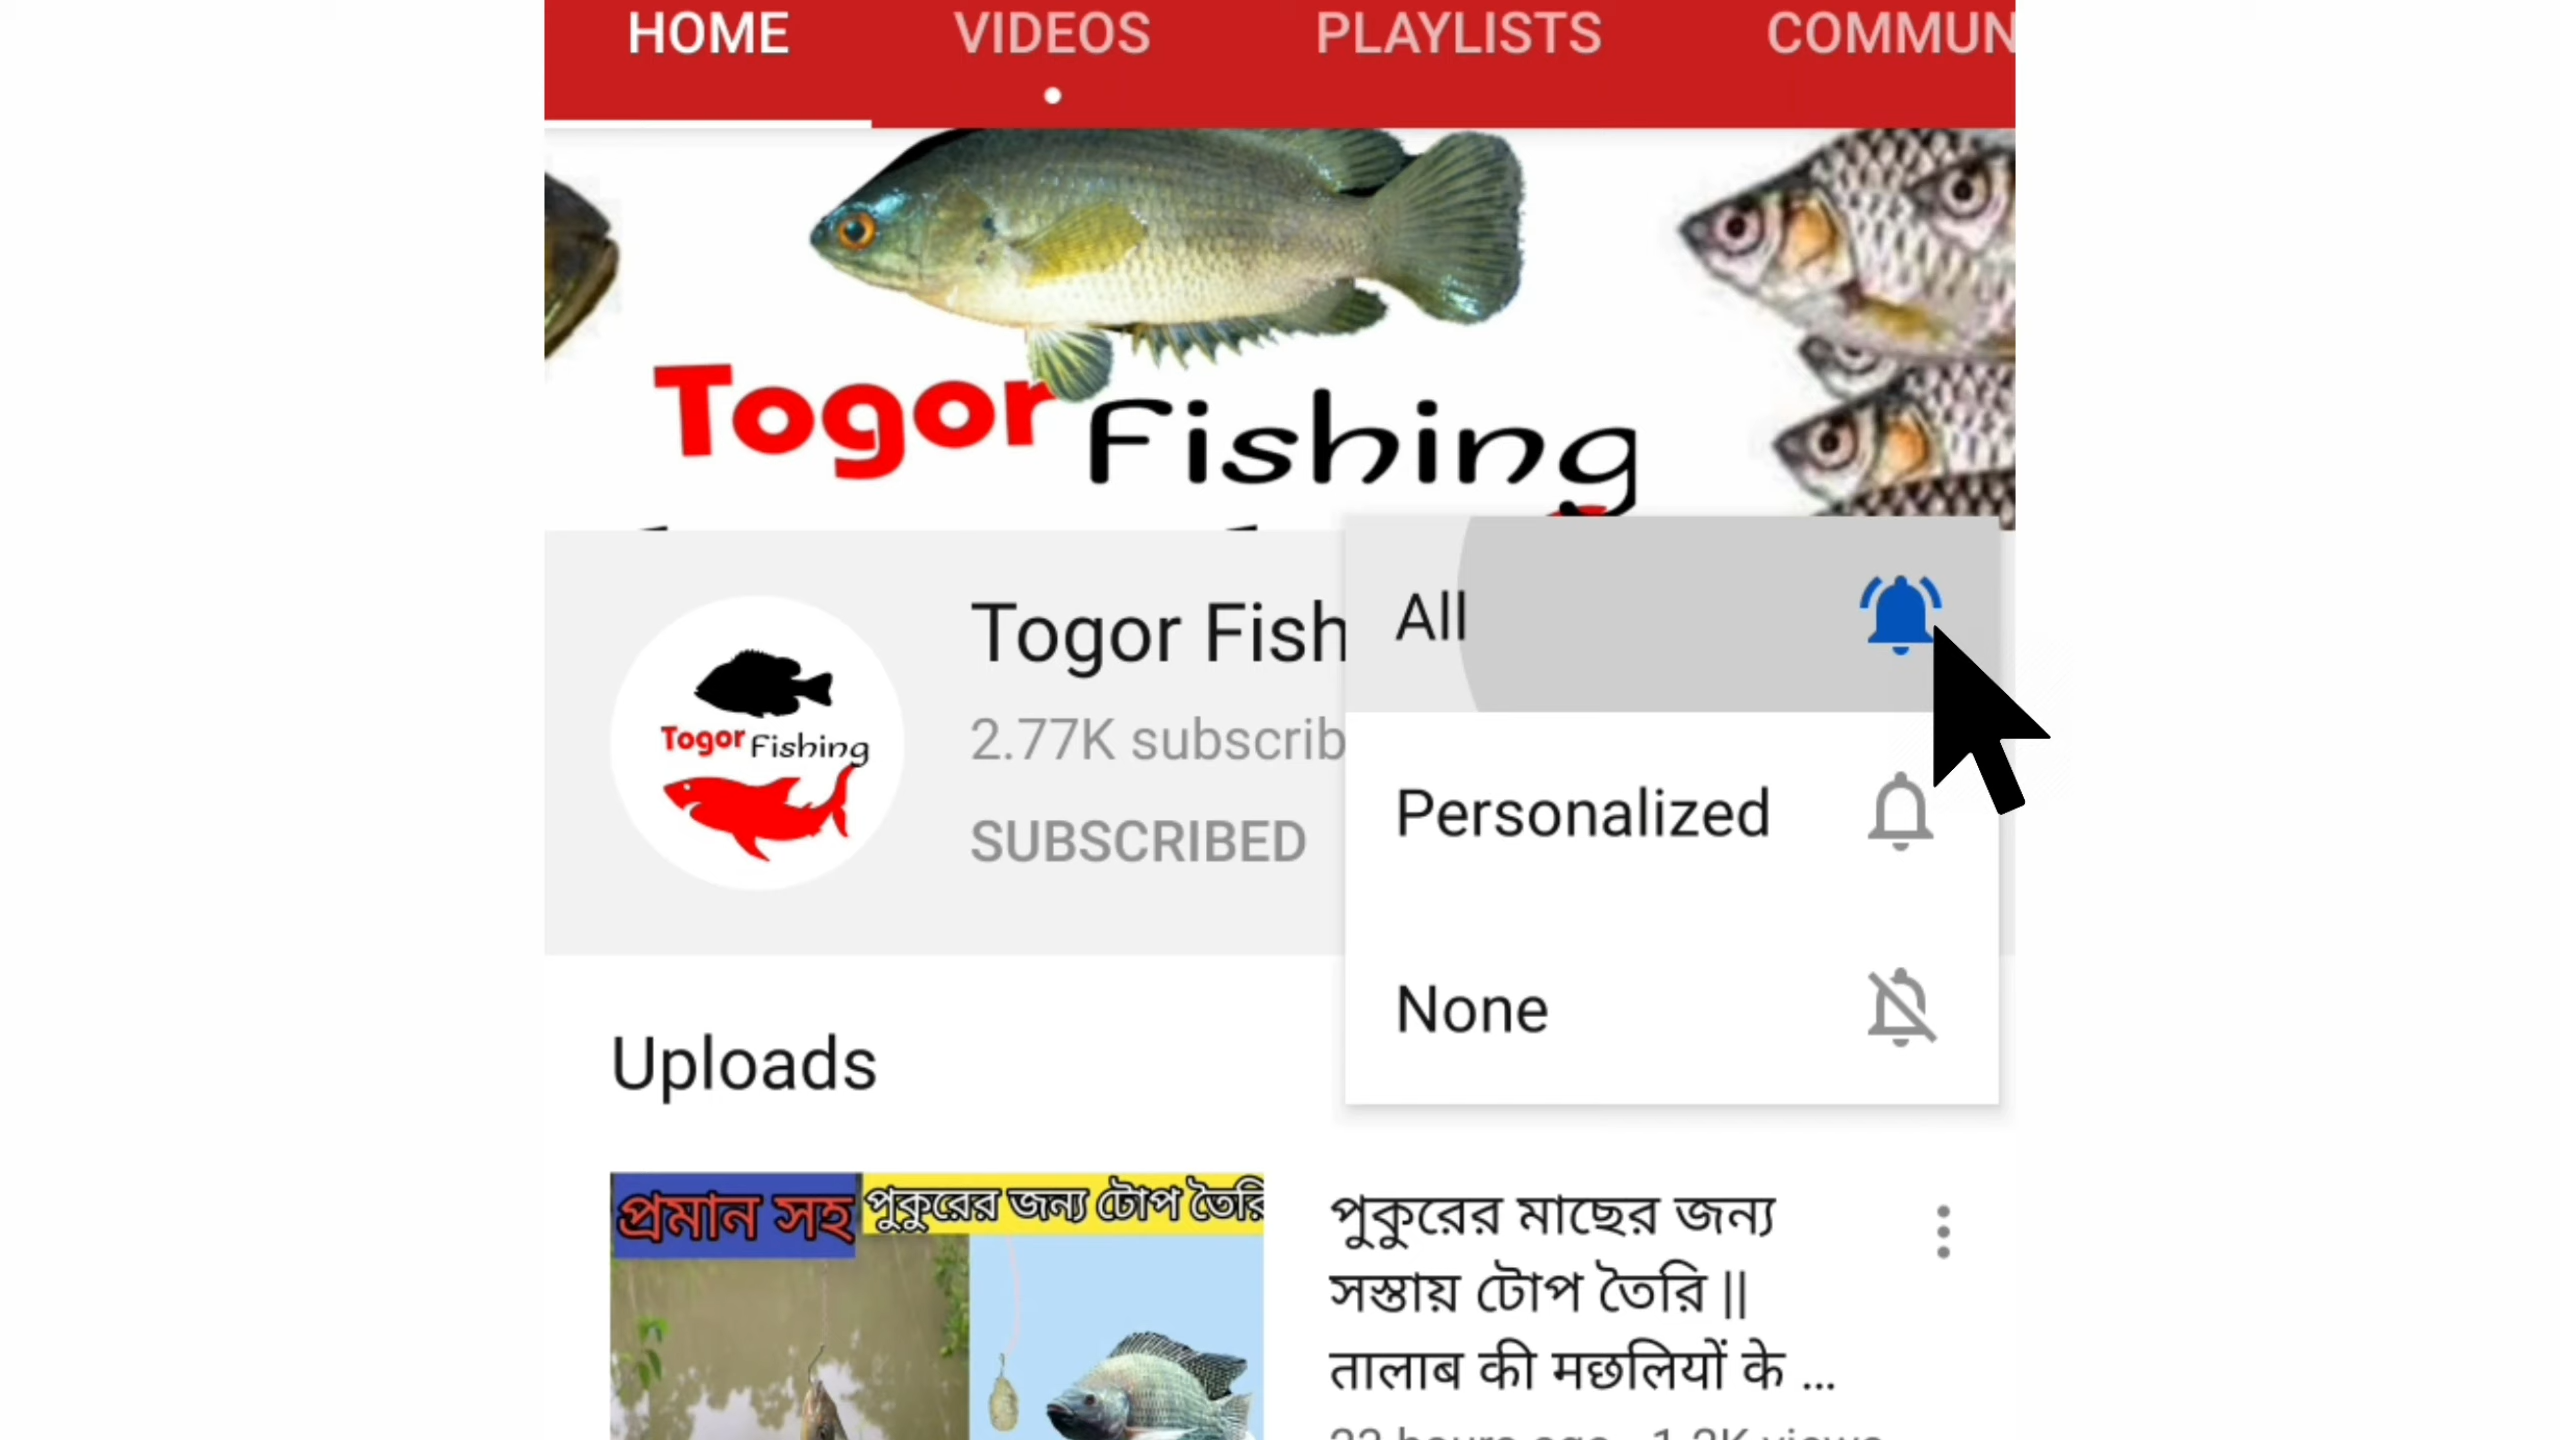 HOME VIDEOS PLAYLISTS COMMUN
Togor Fishing
Togor Fish
2.77K subscrib
SUBSCRIBED
Togor Fishing
All
Personalized
None
Uploads
প্রমান সহ
পুকুরের জন্য টোপ তৈরি
পুকুরের মাছের জন্য
সস্তায় টোপ তৈরি ||
तालाब की मछलियों के ...